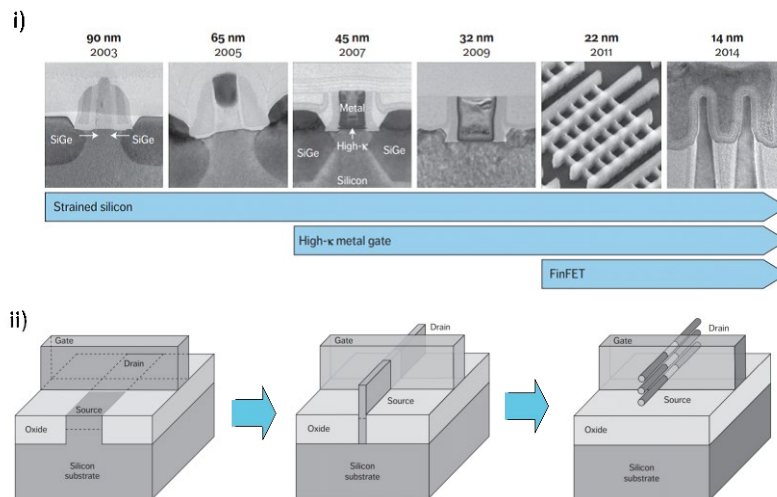 i)
90 nm 65 nm 45 nm 32 nm 22 nm 14 nm
2003 2005 2007 2009 2011 2014
Metal
SiGe SiGe SiGe High-κ SiGe
Silicon
Strained silicon
High-κ metal gate
FinFET
ii)
Gate Drain Source Oxide Silicon substrate
Gate Drain Source Oxide Silicon substrate
Gate Drain Source Oxide Silicon substrate